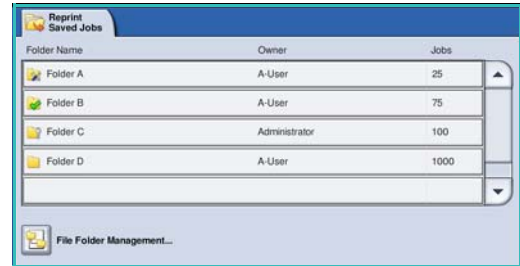 Reprint
Saved Jobs
Folder Name Owner Jobs
Folder A A-User 25
Folder B A-User 75
Folder C Administrator 100
Folder D A-User 1000
File Folder Management...